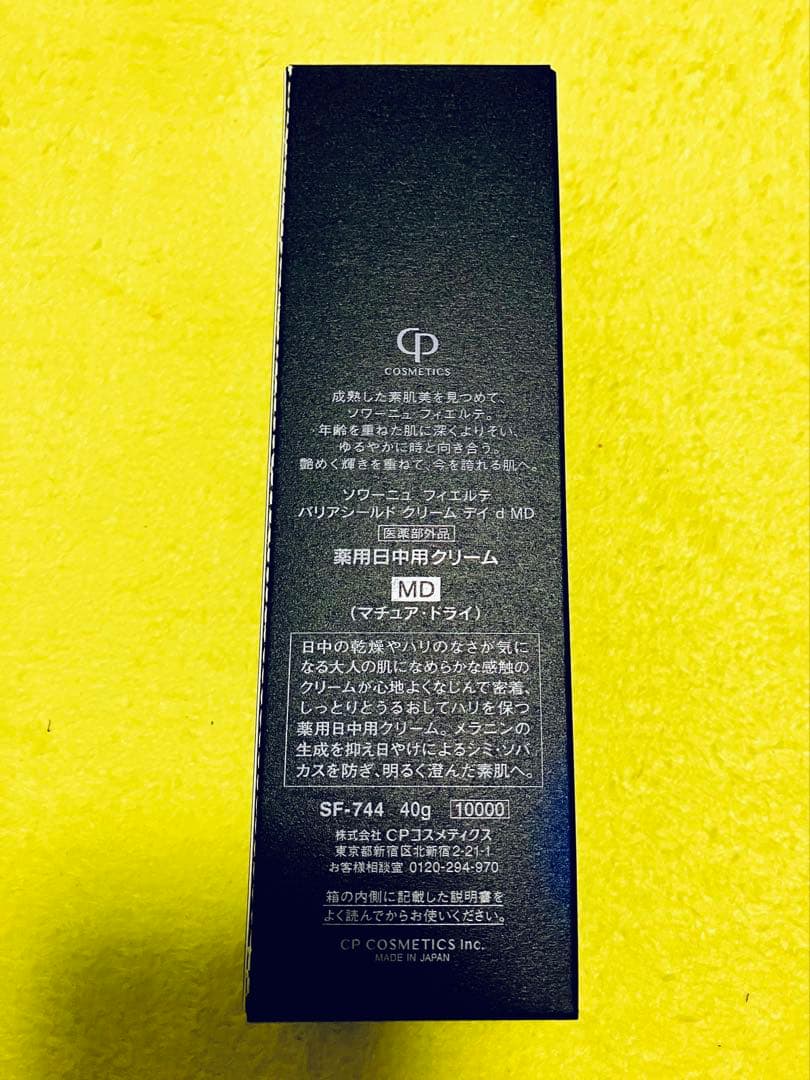 CP
COSMETICS
成熟した素肌美を見つめて、
ソワーニュ フィエルテ。
年齢を重ねた肌に深くよりそい、
ゆるやかに時と向き合う。
艶めく輝きを重ねて、今を誇れる肌へ。
ソワーニュ フィエルテ
バリアシールド クリーム デイ d MD
医薬部外品
薬用日中用クリーム
MD
(マチュア・ドライ)
日中の乾燥やハリのなさが気に
なる大人の肌になめらかな感触の
クリームが心地よくなじんで密着、
しっとりとうるおしてハリを保つ
薬用日中用クリーム。メラニンの
生成を抑え日やけによるシミ・ソバ
カスを防ぎ、明るく澄んだ素肌へ。
SF-744 40g 10000
株式会社 CPコスメティクス
東京都新宿区北新宿2-21-1
お客様相談室 0120-294-970
箱の内側に記載した説明書を
よく読んでからお使いください。
CP COSMETICS Inc.
MADE IN JAPAN